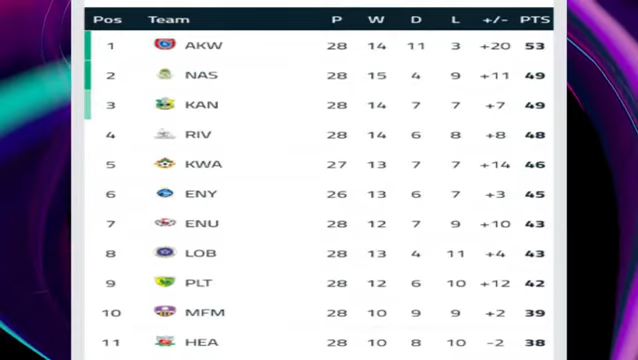 Pos Team P W D L +/- PTS
1 AKW 28 14 11 3 +20 53
2 NAS 28 15 4 9 +11 49
3 KAN 28 14 7 7 +7 49
4 RIV 28 14 6 8 +8 48
5 KWA 27 13 7 7 +14 46
6 ENY 26 13 6 7 +3 45
7 ENU 28 12 7 9 +10 43
8 LOB 28 13 4 11 +4 43
9 PLT 28 12 6 10 +12 42
10 MFM 28 10 9 9 +2 39
11 HEA 28 10 8 10 -2 38